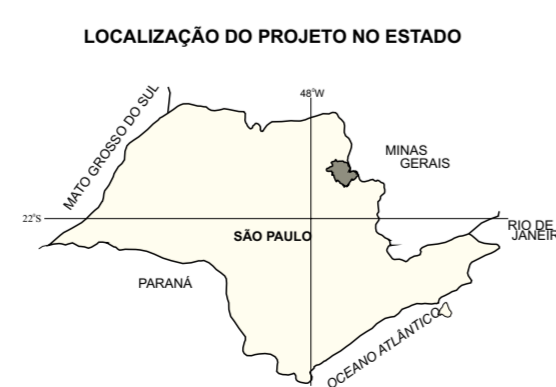 LOCALIZAÇÃO DO PROJETO NO ESTADO
48°W
MATO GROSSO DO SUL
MINAS
GERAIS
22°S
SÃO PAULO
RIO DE
JANEIR
PARANÁ
OCEANO ATLÂNTICO